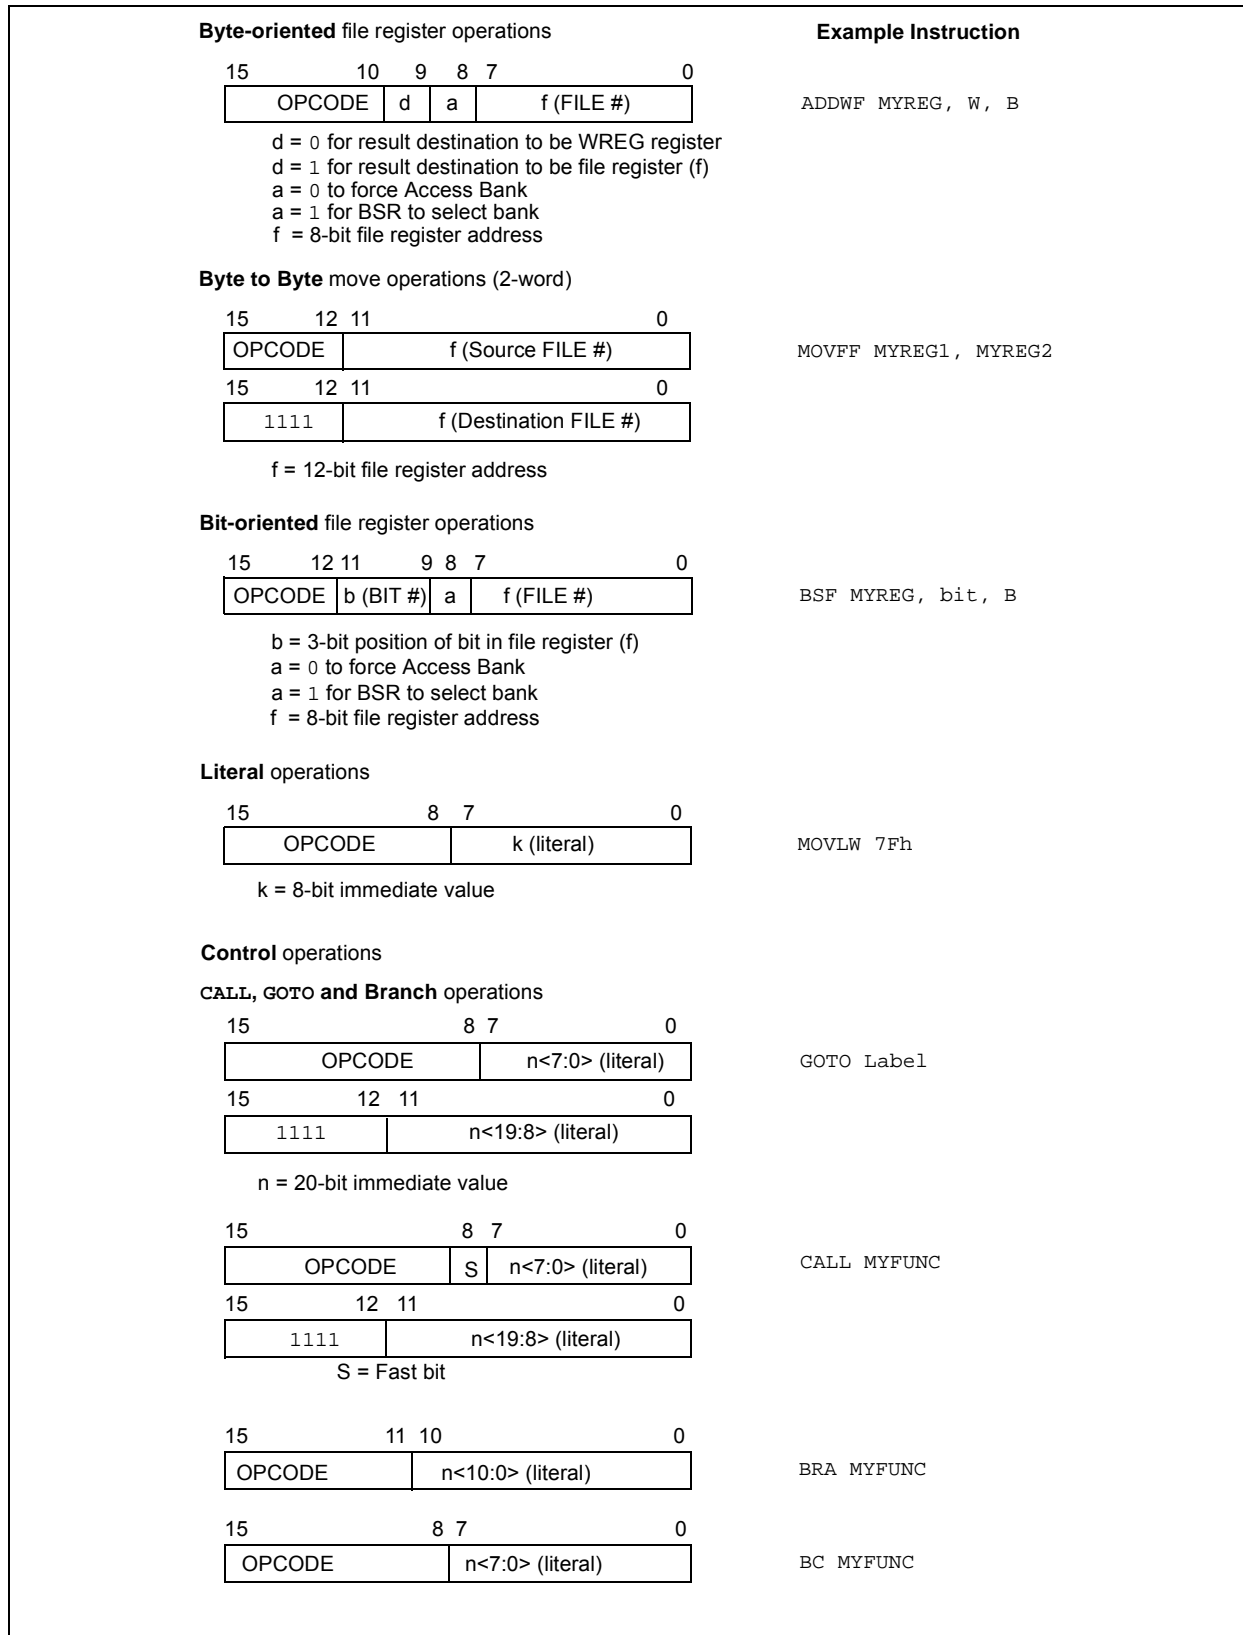 Byte-oriented file register operations Example Instruction
15 10 9 8 7 0
OPCODE d a f (FILE #) ADDWF MYREG, W, B
d = 0 for result destination to be WREG register
d = 1 for result destination to be file register (f)
a = 0 to force Access Bank
a = 1 for BSR to select bank
f = 8-bit file register address
Byte to Byte move operations (2-word)
15 12 11 0
OPCODE f (Source FILE #) MOVFF MYREG1, MYREG2
15 12 11 0
1111 f (Destination FILE #)
f = 12-bit file register address
Bit-oriented file register operations
15 12 11 9 8 7 0
OPCODE b (BIT #) a f (FILE #) BSF MYREG, bit, B
b = 3-bit position of bit in file register (f)
a = 0 to force Access Bank
a = 1 for BSR to select bank
f = 8-bit file register address
Literal operations
15 8 7 0
OPCODE k (literal) MOVLW 7Fh
k = 8-bit immediate value
Control operations
CALL, GOTO and Branch operations
15 8 7 0
OPCODE n<7:0> (literal) GOTO Label
15 12 11 0
1111 n<19:8> (literal)
n = 20-bit immediate value
15 8 7 0
OPCODE S n<7:0> (literal) CALL MYFUNC
15 12 11 0
1111 n<19:8> (literal)
S = Fast bit
15 11 10 0
OPCODE n<10:0> (literal) BRA MYFUNC
15 8 7 0
OPCODE n<7:0> (literal) BC MYFUNC